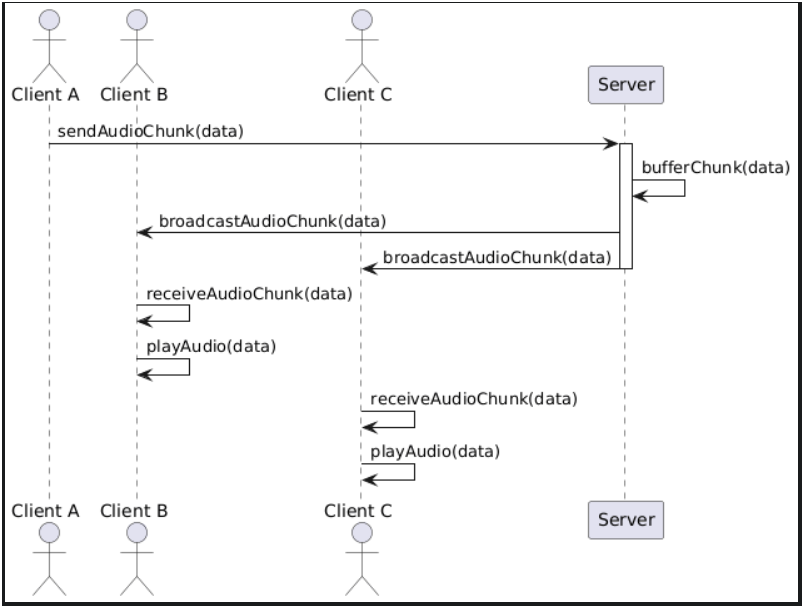 Client A
Client B
Client C
Server
sendAudioChunk(data)
bufferChunk(data)
broadcastAudioChunk(data)
broadcastAudioChunk(data)
receiveAudioChunk(data)
playAudio(data)
receiveAudioChunk(data)
playAudio(data)
Client A
Client B
Client C
Server